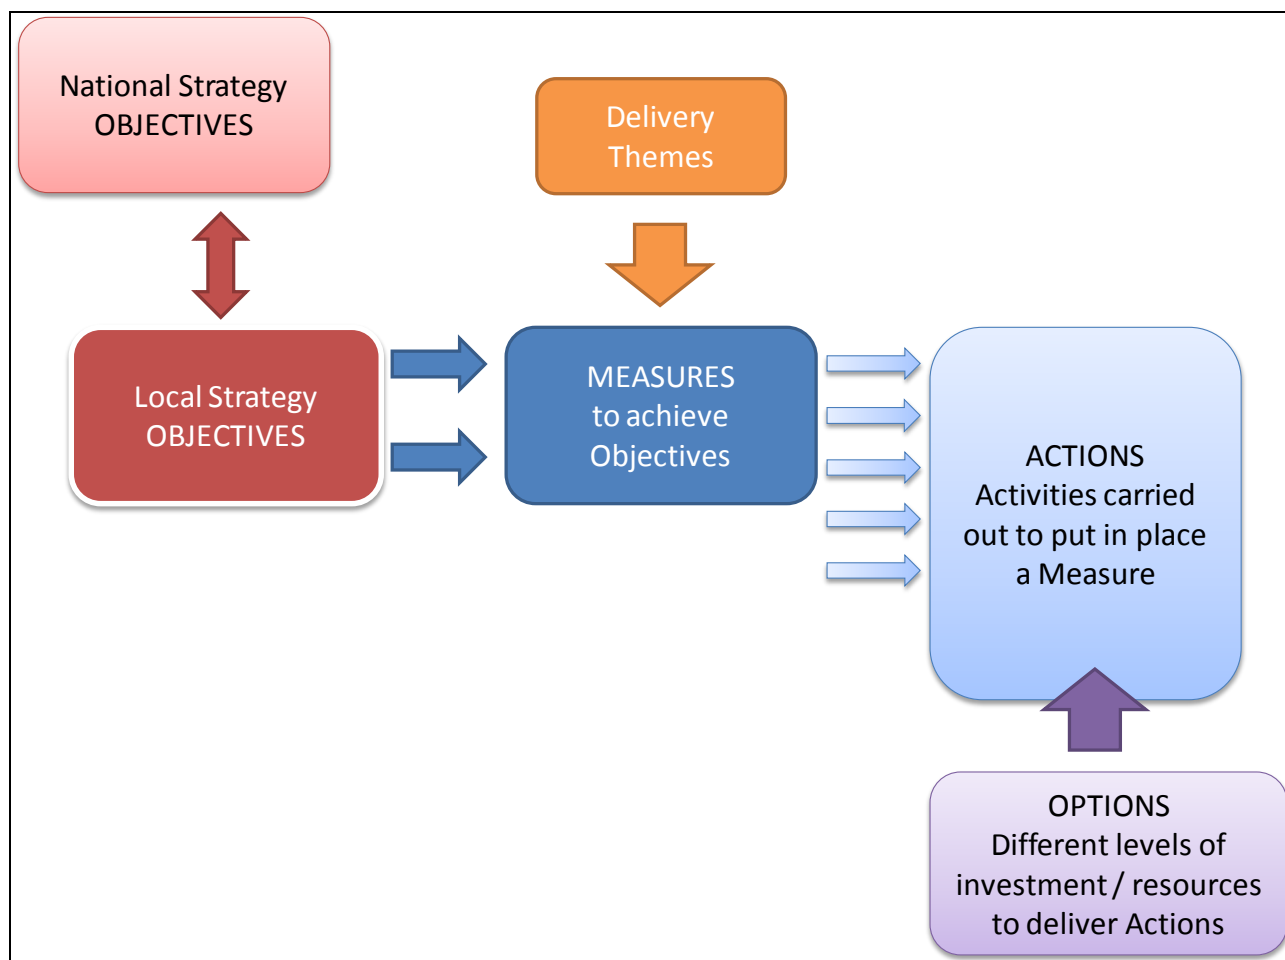 National Strategy
OBJECTIVES
Delivery
Themes
Local Strategy
OBJECTIVES
MEASURES
to achieve
Objectives
ACTIONS
Activities carried
out to put in place
a Measure
OPTIONS
Different levels of
investment / resources
to deliver Actions